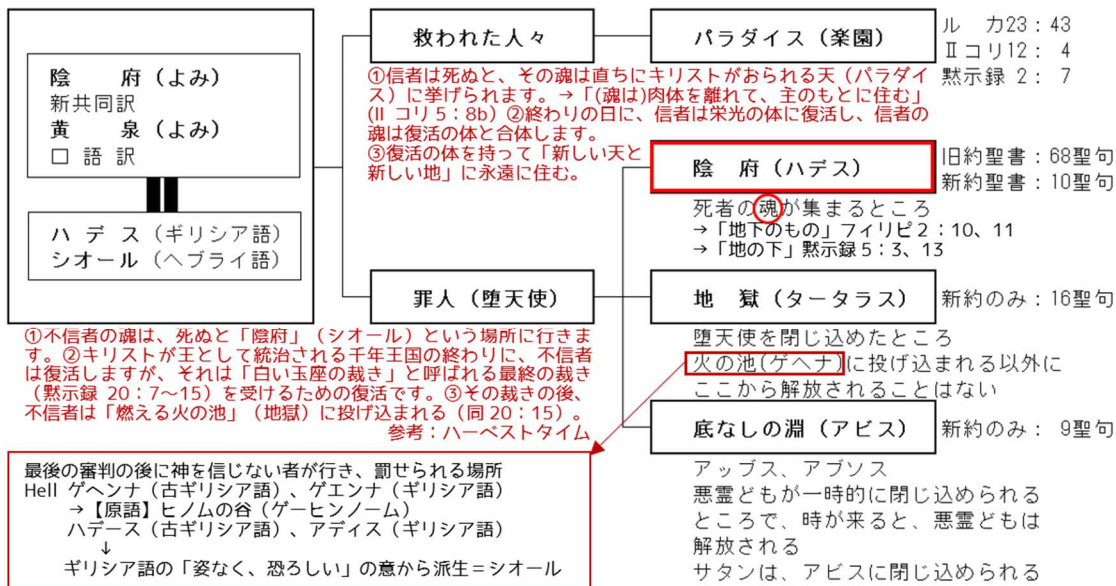 陰　　府（よみ）
新共同訳
黄　　泉（よみ）
口　語　訳
ハ　デ　ス（ギリシア語）
シオール（ヘブライ語）
救われた人々
パラダイス（楽園）
ル　カ23：43
Ⅱコリ12： 4
黙示録 2： 7
①信者は死ぬと、その魂は直ちにキリストがおられる天（パラダイ
ス）に挙げられます。→「(魂は)肉体を離れて、主のもとに住む」
(II コリ 5：8b) ②終わりの日に、信者は栄光の体に復活し、信者の
魂は復活の体と合体します。
③復活の体を持って「新しい天と
新しい地」に永遠に住む。
陰　府（ハデス）
旧約聖書：68聖句
新約聖書：10聖句
死者の魂が集まるところ
→「地下のもの」フィリピ2：10、11
→「地の下」黙示録5：3、13
罪人（堕天使）
地　獄（タータラス）
新約のみ：16聖句
堕天使を閉じ込めたところ
火の池(ゲヘナ)に投げ込まれる以外に
ここから解放されることはない
①不信者の魂は、死ぬと「陰府」（シオール）という場所に行きま
す。②キリストが王として統治される千年王国の終わりに、不信者
は復活しますが、それは「白い玉座の裁き」と呼ばれる最終の裁き
（黙示録 20：7～15）を受けるための復活です。③その裁きの後、
不信者は「燃える火の池」（地獄）に投げ込まれる（同 20：15）。
参考：ハーベストタイム
底なしの淵（アビス）
新約のみ： 9聖句
アッブス、アブソス
悪霊どもが一時的に閉じ込められる
ところで、時が来ると、悪霊どもは
解放される
サタンは、アビスに閉じ込められる
最後の審判の後に神を信じない者が行き、罰せられる場所
Hell ゲヘンナ（古ギリシア語）、ゲエンナ（ギリシア語）
→【原語】ヒノムの谷（ゲーヒンノーム）
ハデース（古ギリシア語）、アディス（ギリシア語）
↓
ギリシア語の「姿なく、恐ろしい」の意から派生＝シオール